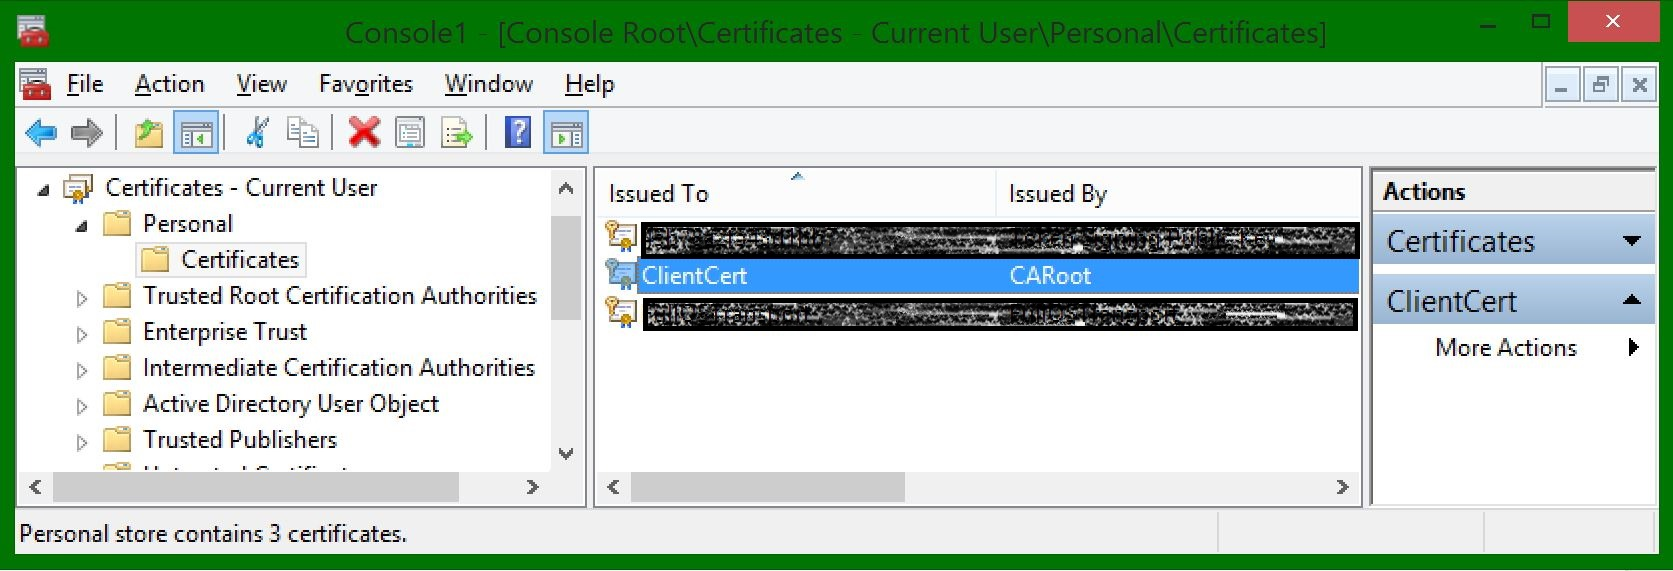 Console1 - [Console Root\Certificates - Current User\Personal\Certificates]
File Action View Favorites Window Help
Certificates - Current User
Personal
Certificates
Trusted Root Certification Authorities
Enterprise Trust
Intermediate Certification Authorities
Active Directory User Object
Trusted Publishers
Issued To Issued By
ClientCert CARoot
Actions
Certificates
ClientCert
More Actions
Personal store contains 3 certificates.